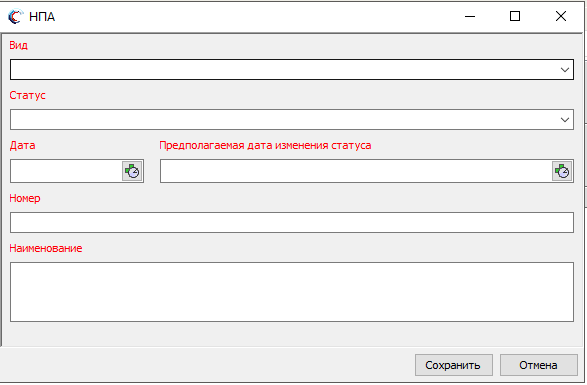 НПА
Вид
Статус
Дата Предполагаемая дата изменения статуса
Номер
Наименование
Сохранить Отмена